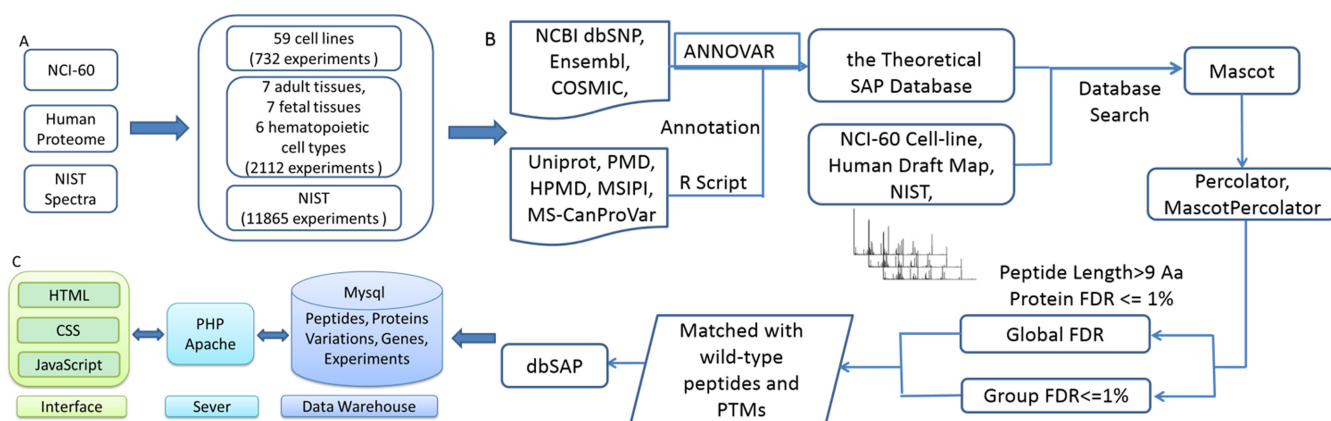 A
NCI-60
Human
Proteome
NIST
Spectra
59 cell lines
(732 experiments )
7 adult tissues,
7 fetal tissues
6 hematopoietic
cell types
(2112 experiments )
NIST
(11865 experiments )
B
NCBI dbSNP,
Ensembl,
COSMIC,
ANNOVAR
Annotation
Uniprot, PMD,
HPMD, MSIPI,
MS-CanProVar
R Script
the Theoretical
SAP Database
NCI-60 Cell-line,
Human Draft Map,
NIST,
Database
Search
Mascot
Percolator,
MascotPercolator
Peptide Length>9 Aa
Protein FDR <= 1%
Global FDR
Group FDR<=1%
Matched with
wild-type
peptides and
PTMs
dbSAP
C
HTML
CSS
JavaScript
Interface
PHP
Apache
Sever
Mysql
Peptides, Proteins
Variations, Genes,
Experiments
Data Warehouse